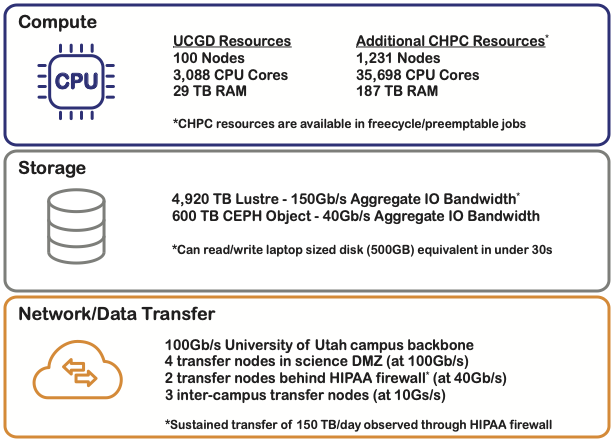 Compute
CPU
UCGD Resources
100 Nodes
3,088 CPU Cores
29 TB RAM
Additional CHPC Resources*
1,231 Nodes
35,698 CPU Cores
187 TB RAM
*CHPC resources are available in freecycle/preemptable jobs
Storage
4,920 TB Lustre - 150Gb/s Aggregate IO Bandwidth*
600 TB CEPH Object - 40Gb/s Aggregate IO Bandwidth
*Can read/write laptop sized disk (500GB) equivalent in under 30s
Network/Data Transfer
100Gb/s University of Utah campus backbone
4 transfer nodes in science DMZ (at 100Gb/s)
2 transfer nodes behind HIPAA firewall* (at 40Gb/s)
3 inter-campus transfer nodes (at 10Gs/s)
*Sustained transfer of 150 TB/day observed through HIPAA firewall